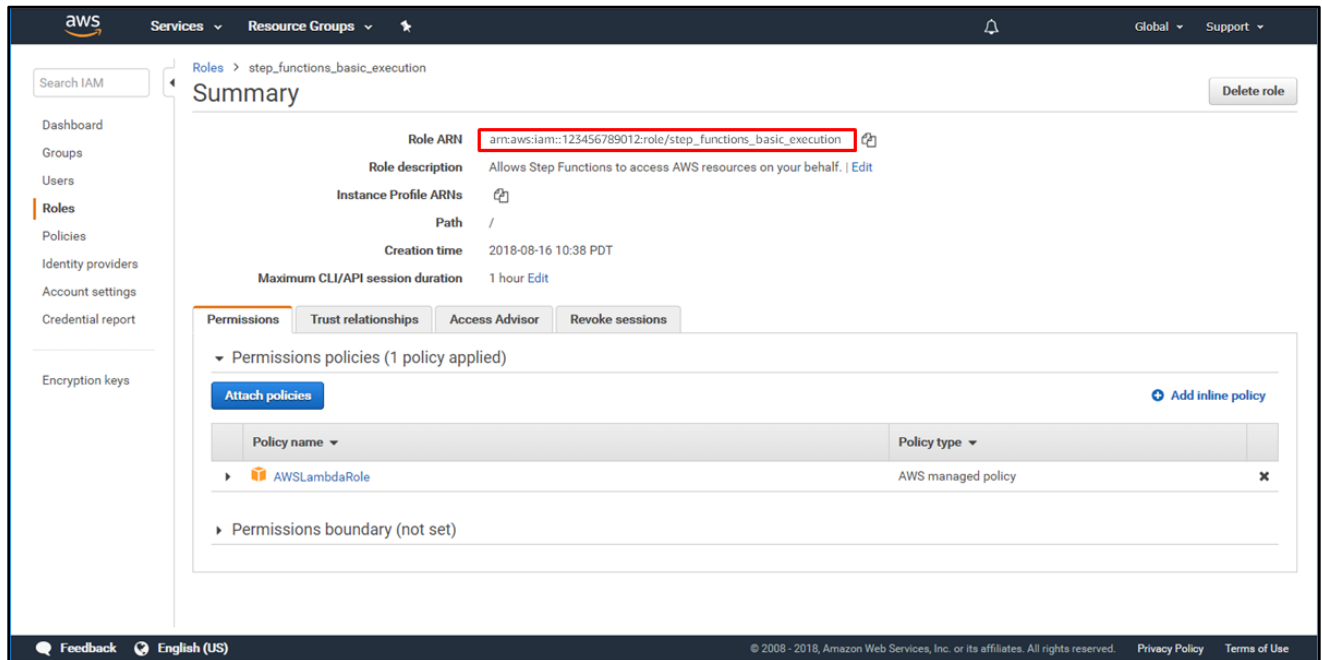 aws Services Resource Groups Global Support
Search IAM
Dashboard
Groups
Users
Roles
Policies
Identity providers
Account settings
Credential report
Encryption keys
Roles > step_functions_basic_execution
Summary
Delete role
Role ARN arn:aws:iam::123456789012:role/step_functions_basic_execution
Role description Allows Step Functions to access AWS resources on your behalf. | Edit
Instance Profile ARNs
Path /
Creation time 2018-08-16 10:38 PDT
Maximum CLI/API session duration 1 hour Edit
Permissions Trust relationships Access Advisor Revoke sessions
Permissions policies (1 policy applied)
Attach policies Add inline policy
Policy name Policy type
AWSLambdaRole AWS managed policy
Permissions boundary (not set)
Feedback English (US) © 2008 - 2018, Amazon Web Services, Inc. or its affiliates. All rights reserved. Privacy Policy Terms of Use